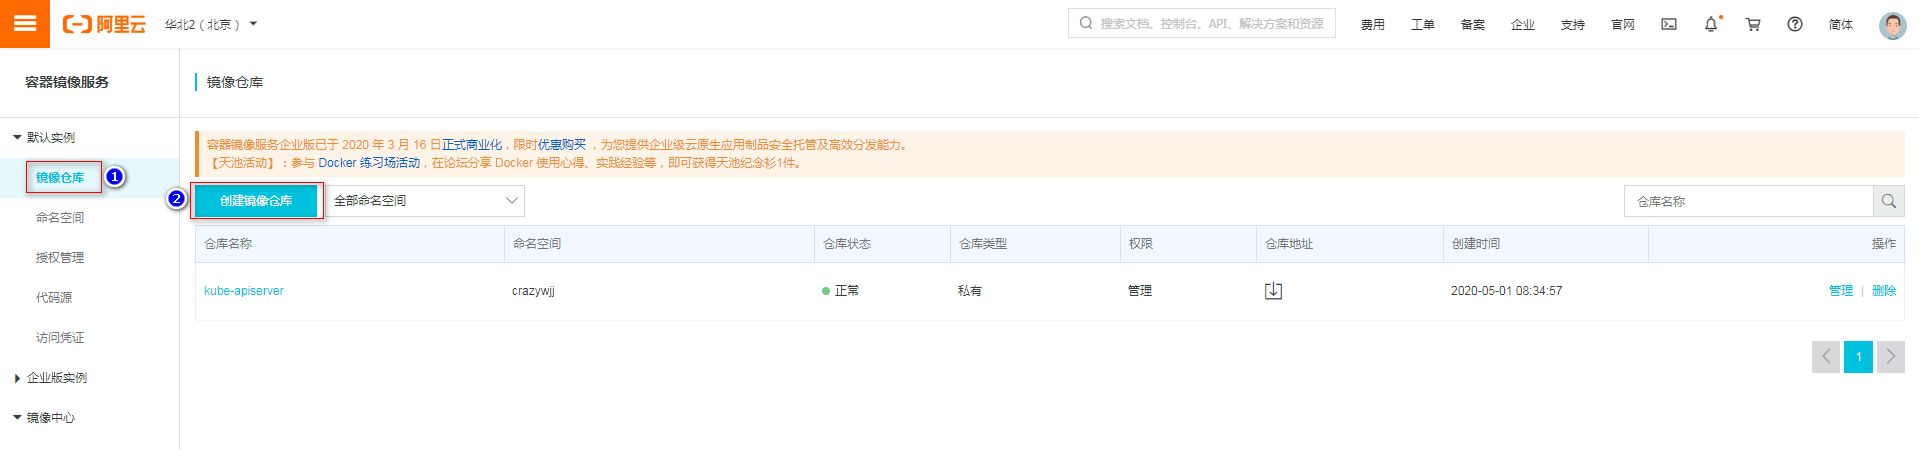 阿里云 华北2（北京） 搜索文档、控制台、API、解决方案和资源 费用 工单 备案 企业 支持 官网 简体
容器镜像服务
镜像仓库
默认实例
镜像仓库 1
命名空间
授权管理
代码源
访问凭证
企业版实例
镜像中心
容器镜像服务企业版已于 2020 年 3 月 16 日正式商业化，限时优惠购买 ，为您提供企业级云原生应用制品安全托管及高效分发能力。
【天池活动】：参与 Docker 练习场活动，在论坛分享 Docker 使用心得、实践经验等，即可获得天池纪念衫1件。
2 创建镜像仓库 全部命名空间 仓库名称
仓库名称 命名空间 仓库状态 仓库类型 权限 仓库地址 创建时间 操作
kube-apiserver crazywjj 正常 私有 管理 2020-05-01 08:34:57 管理 | 删除
1